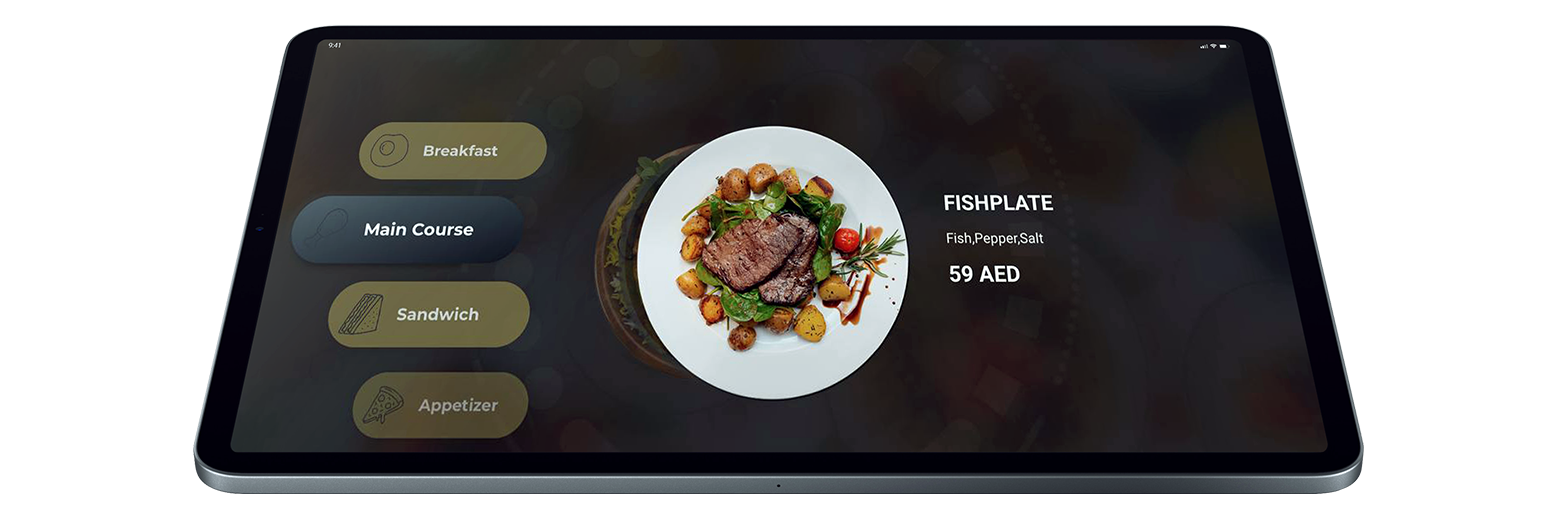 9:41
Breakfast
Main Course
Sandwich
Appetizer
FISHPLATE
Fish,Pepper,Salt
59 AED